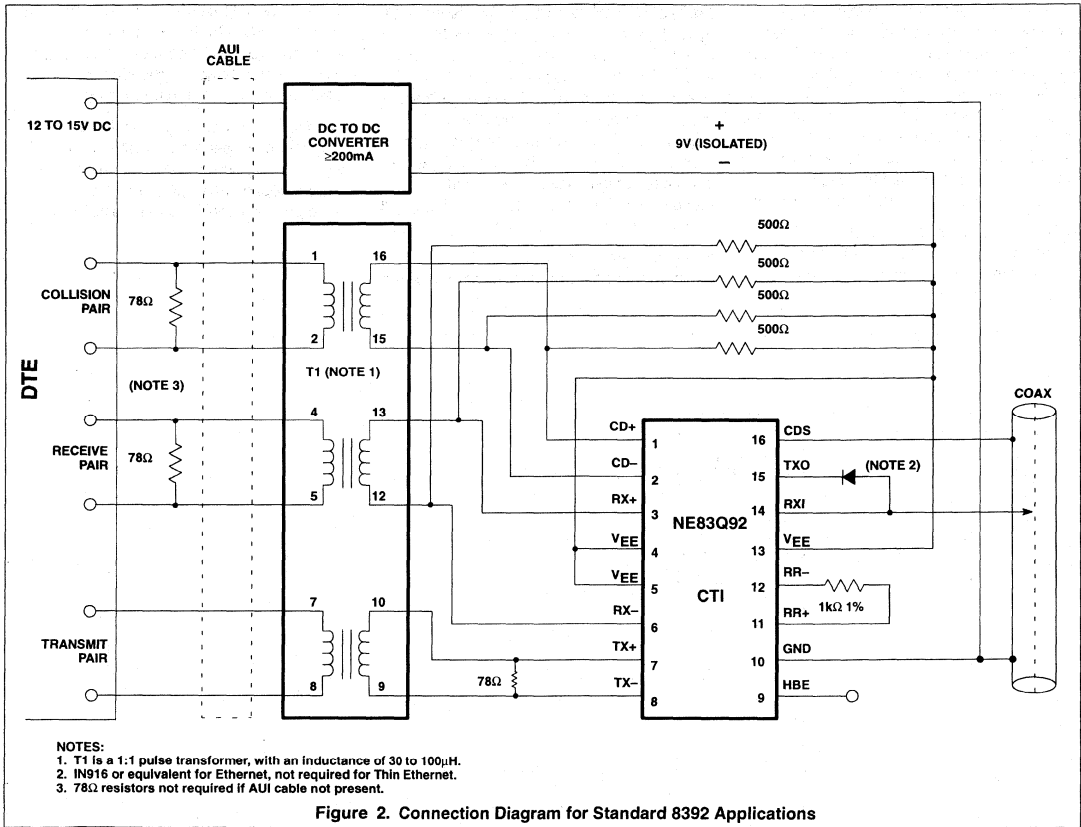 AUI
CABLE
12 TO 15V DC
DC TO DC
CONVERTER
≥200mA
+
9V (ISOLATED)
−
500Ω
500Ω
500Ω
500Ω
1
16
COLLISION
PAIR
78Ω
2
15
T1 (NOTE 1)
DTE
(NOTE 3)
4
13
RECEIVE
PAIR
78Ω
5
12
7
10
TRANSMIT
PAIR
8
9
78Ω
CD+
1
CD−
2
RX+
3
VEE
4
VEE
5
RX−
6
TX+
7
TX−
8
NE83Q92
CTI
16
CDS
15
TXO
(NOTE 2)
14
RXI
13
VEE
12
RR−
1kΩ 1%
11
RR+
10
GND
9
HBE
COAX
NOTES:
1. T1 is a 1:1 pulse transformer, with an inductance of 30 to 100µH.
2. IN916 or equivalent for Ethernet, not required for Thin Ethernet.
3. 78Ω resistors not required if AUI cable not present.
Figure 2. Connection Diagram for Standard 8392 Applications